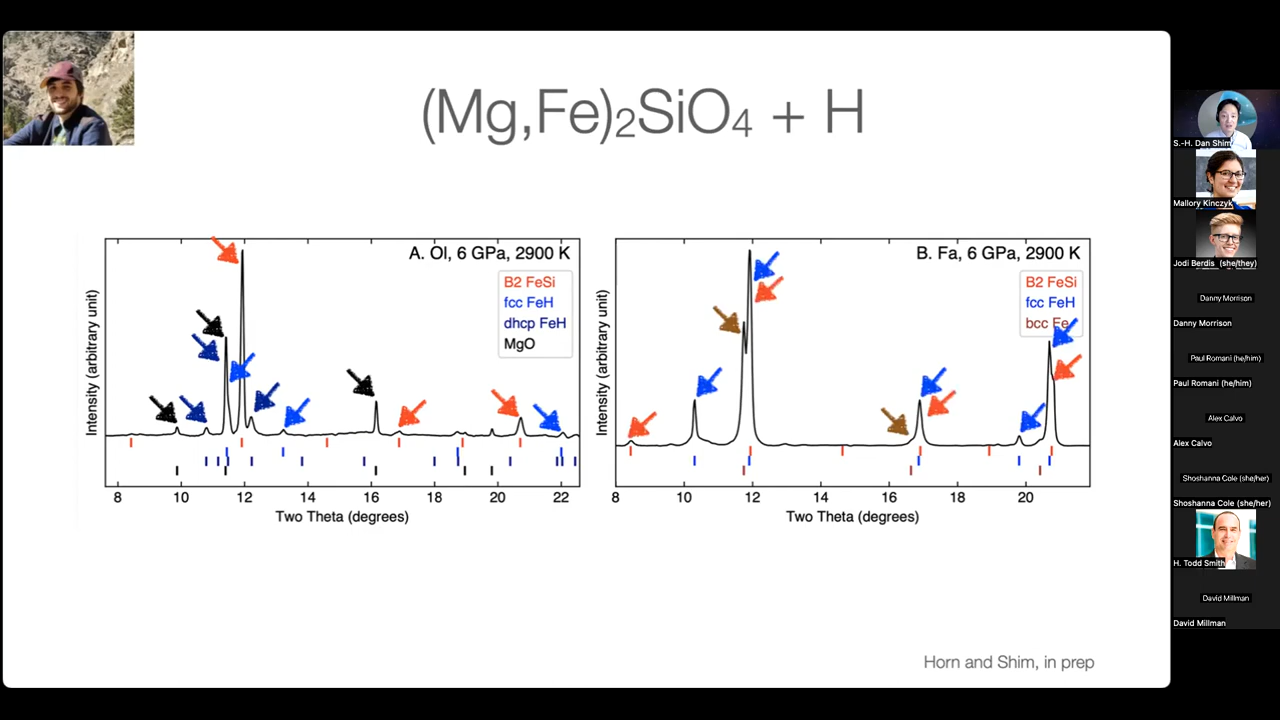 (Mg,Fe)₂SiO₄ + H
A. Ol, 6 GPa, 2900 K
B2 FeSi
fcc FeH
dhcp FeH
MgO
Intensity (arbitrary unit)
8 10 12 14 16 18 20 22
Two Theta (degrees)
B. Fa, 6 GPa, 2900 K
B2 FeSi
fcc FeH
bcc Fe
Intensity (arbitrary unit)
8 10 12 14 16 18 20
Two Theta (degrees)
Horn and Shim, in prep
S.-H. Dan Shim
Mallory Kinczyk
Jodi Berdis (she/they)
Danny Morrison
Danny Morrison
Paul Romani (he/him)
Paul Romani (he/him)
Alex Calvo
Alex Calvo
Shoshanna Cole (she/her)
Shoshanna Cole (she/her)
H. Todd Smith
David Millman
David Millman